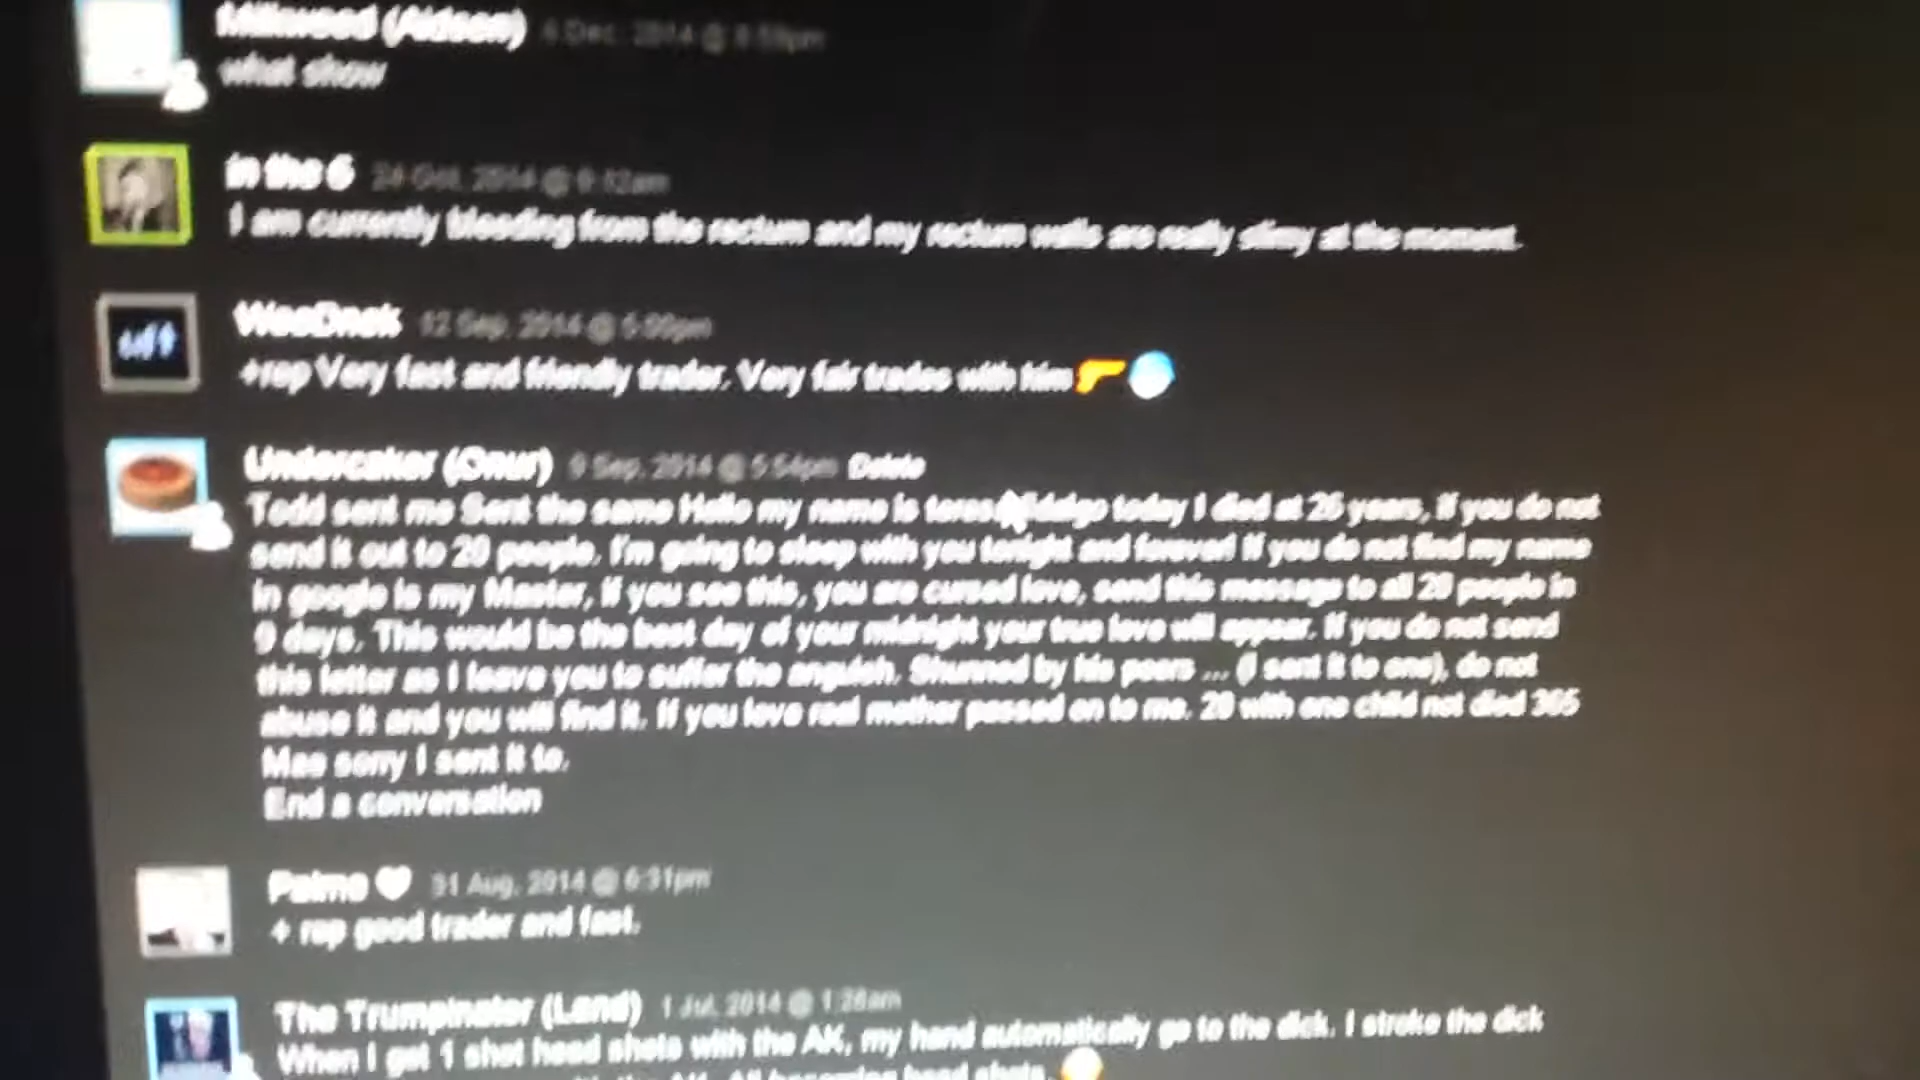 Millwood (Aidson) 4 Dec, 2014 @ 8:59pm
what show
in the 6 24 Oct, 2014 @ 9:12am
I am currently bleeding from the rectum and my rectum walls are really slimy at the moment.
12 Sep, 2014 @ 5:00pm
+rep Very fast and friendly trader. Very fair trades with him
Undercaker (Onur) 9 Sep, 2014 @ 5:54pm Delete
Todd sent me Sent the same Hello my name is teresa fidalgo today I died at 26 years, if you do not
send it out to 20 people. I'm going to sleep with you tonight and forever! If you do not find my name
in google is my Master, if you see this, you are cursed love, send this message to all 20 people in
9 days. This would be the best day of your midnight your true love will appear. If you do not send
this letter as I leave you to suffer the anguish. Shunned by his peers ... (I sent it to one), do not
abuse it and you will find it. If you love real mother passed on to me. 20 with one child not died 365
Mas sorry I sent it to.
End a conversation
Palmo 31 Aug, 2014 @ 6:31pm
+ rep good trader and fast.
The Trumpinator (Land) 1 Jul, 2014 @ 1:28am
When I get 1 shot head shots with the AK, my hand automatically go to the dick. I stroke the dick
with the AK. All head shots.